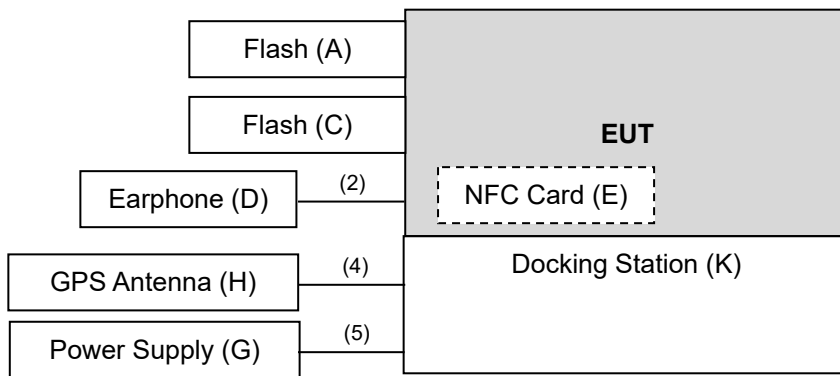 Flash (A)
Flash (C)
EUT
Earphone (D)
(2)
NFC Card (E)
GPS Antenna (H)
(4)
Docking Station (K)
Power Supply (G)
(5)